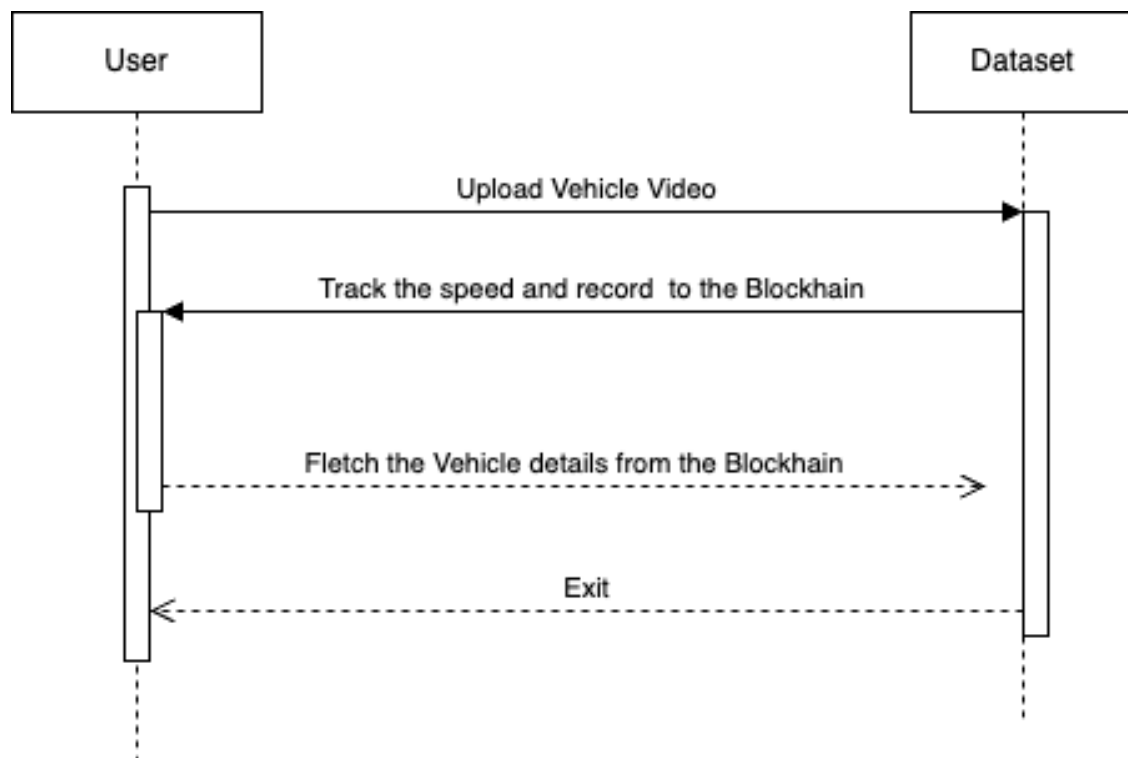 User
Dataset
Upload Vehicle Video
Track the speed and record  to the Blockhain
Fletch the Vehicle details from the Blockhain
Exit